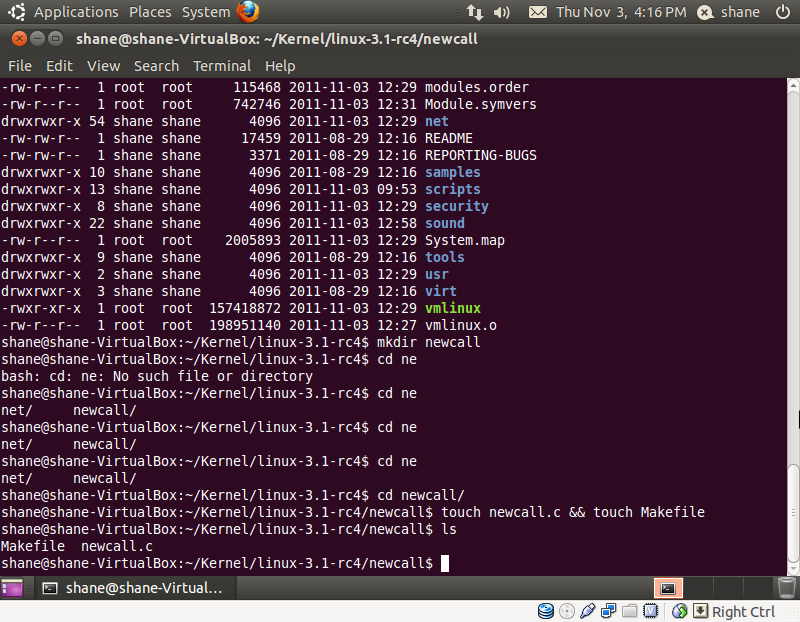 Applications Places System Thu Nov 3, 4:16 PM shane
shane@shane-VirtualBox: ~/Kernel/linux-3.1-rc4/newcall
File Edit View Search Terminal Help
-rw-r--r--  1 root  root     115468 2011-11-03 12:29 modules.order
-rw-r--r--  1 root  root     742746 2011-11-03 12:31 Module.symvers
drwxrwxr-x 54 shane shane      4096 2011-11-03 12:29 net
-rw-rw-r--  1 shane shane     17459 2011-08-29 12:16 README
-rw-rw-r--  1 shane shane      3371 2011-08-29 12:16 REPORTING-BUGS
drwxrwxr-x 10 shane shane      4096 2011-08-29 12:16 samples
drwxrwxr-x 13 shane shane      4096 2011-11-03 09:53 scripts
drwxrwxr-x  8 shane shane      4096 2011-11-03 12:29 security
drwxrwxr-x 22 shane shane      4096 2011-11-03 12:58 sound
-rw-r--r--  1 root  root    2005893 2011-11-03 12:29 System.map
drwxrwxr-x  9 shane shane      4096 2011-08-29 12:16 tools
drwxrwxr-x  2 shane shane      4096 2011-11-03 12:29 usr
drwxrwxr-x  3 shane shane      4096 2011-08-29 12:16 virt
-rwxr-xr-x  1 root  root  157418872 2011-11-03 12:29 vmlinux
-rw-r--r--  1 root  root  198951140 2011-11-03 12:27 vmlinux.o
shane@shane-VirtualBox:~/Kernel/linux-3.1-rc4$ mkdir newcall
shane@shane-VirtualBox:~/Kernel/linux-3.1-rc4$ cd ne
bash: cd: ne: No such file or directory
shane@shane-VirtualBox:~/Kernel/linux-3.1-rc4$ cd ne
net/     newcall/
shane@shane-VirtualBox:~/Kernel/linux-3.1-rc4$ cd ne
net/     newcall/
shane@shane-VirtualBox:~/Kernel/linux-3.1-rc4$ cd ne
net/     newcall/
shane@shane-VirtualBox:~/Kernel/linux-3.1-rc4$ cd newcall/
shane@shane-VirtualBox:~/Kernel/linux-3.1-rc4/newcall$ touch newcall.c && touch Makefile
shane@shane-VirtualBox:~/Kernel/linux-3.1-rc4/newcall$ ls
Makefile  newcall.c
shane@shane-VirtualBox:~/Kernel/linux-3.1-rc4/newcall$
shane@shane-Virtual...
Right Ctrl